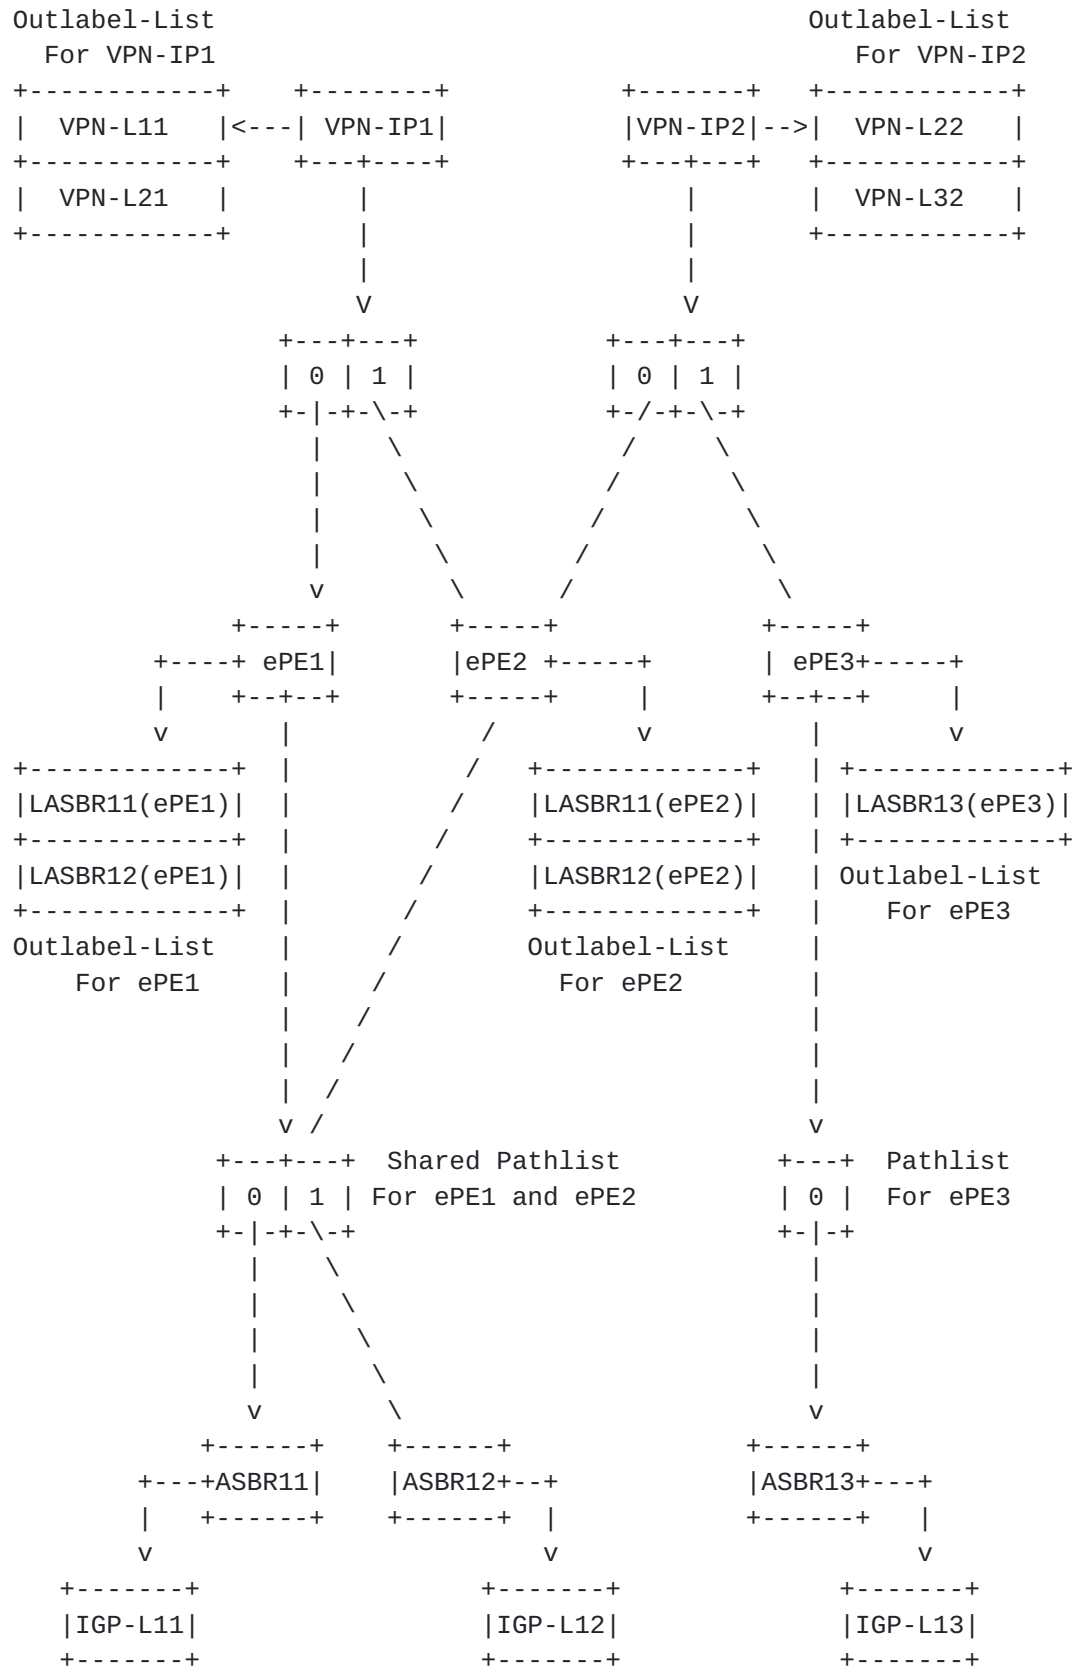 Outlabel-List                                      Outlabel-List
  For VPN-IP1                                         For VPN-IP2
+------------+    +--------+           +-------+   +------------+
|  VPN-L11   |<---| VPN-IP1|           |VPN-IP2|-->|  VPN-L22   |
+------------+    +---+----+           +---+---+   +------------+
|  VPN-L21   |        |                    |       |  VPN-L32   |
+------------+        |                    |       +------------+
                      |                    |
                      V                    V
                 +---+---+            +---+---+
                 | 0 | 1 |            | 0 | 1 |
                 +-|-+-\-+            +-/-+-\-+
                   |    \              /     \
                   |     \            /       \
                   |      \          /         \
                   |       \        /           \
                   v        \      /             \
              +-----+       +-----+             +-----+
         +----+ ePE1|       |ePE2 +-----+       | ePE3+-----+
         |    +--+--+       +-----+     |       +--+--+     |
         v       |            /         v          |        v
+-------------+  |           /   +-------------+   | +-------------+
|LASBR11(ePE1)|  |          /    |LASBR11(ePE2)|   | |LASBR13(ePE3)|
+-------------+  |         /     +-------------+   | +-------------+
|LASBR12(ePE1)|  |        /      |LASBR12(ePE2)|   | Outlabel-List
+-------------+  |       /       +-------------+   |    For ePE3
Outlabel-List    |      /        Outlabel-List     |
    For ePE1     |     /           For ePE2        |
                 |    /                            |
                 |   /                             |
                 |  /                              |
                 v /                               v
             +---+---+  Shared Pathlist          +---+  Pathlist
             | 0 | 1 | For ePE1 and ePE2         | 0 |  For ePE3
             +-|-+-\-+                           +-|-+
               |    \                              |
               |     \                             |
               |      \                            |
               |       \                           |
               v        \                          v
            +------+    +------+               +------+
        +---+ASBR11|    |ASBR12+--+            |ASBR13+---+
        |   +------+    +------+  |            +------+   |
        v                         v                       v
   +-------+                  +-------+              +-------+
   |IGP-L11|                  |IGP-L12|              |IGP-L13|
   +-------+                  +-------+              +-------+